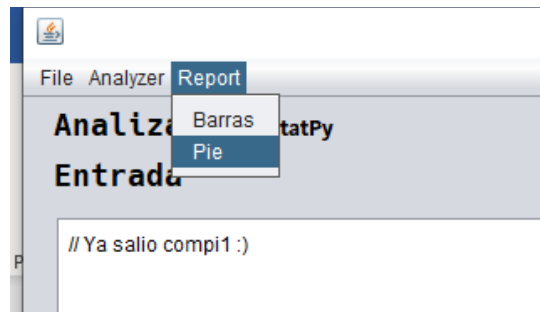 File Analyzer Report
Barras
Pie
Analiza tatPy
Entrada
// Ya salio compi1 :)
P